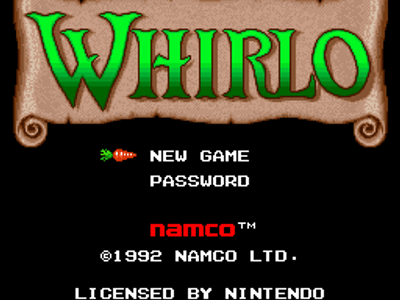 WHIRLO
NEW GAME
PASSWORD
namco™
©1992 NAMCO LTD.
LICENSED BY NINTENDO